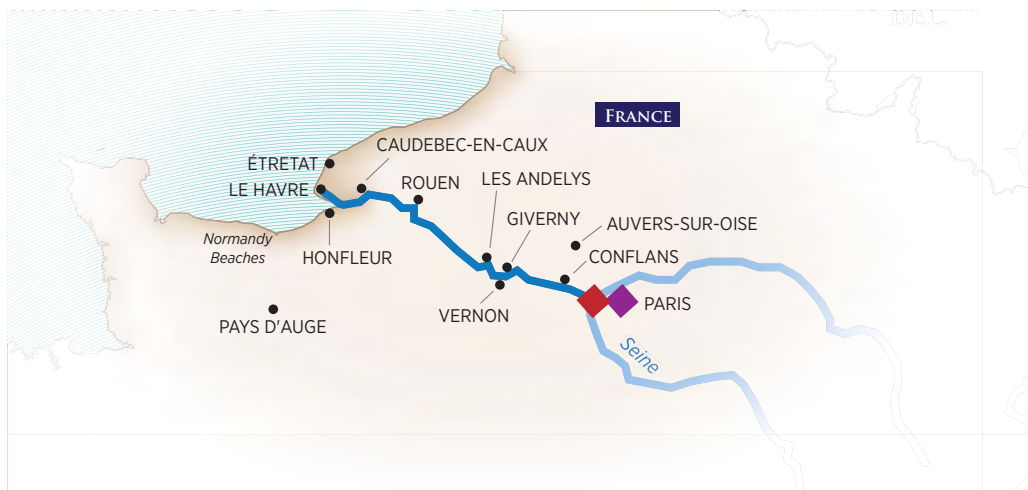 BEL.
FRANCE
CAUDEBEC-EN-CAUX
ÉTRETAT
LE HAVRE
ROUEN
LES ANDELYS
GIVERNY
AUVERS-SUR-OISE
Normandy
Beaches
HONFLEUR
CONFLANS
PARIS
VERNON
PAYS D'AUGE
Seine